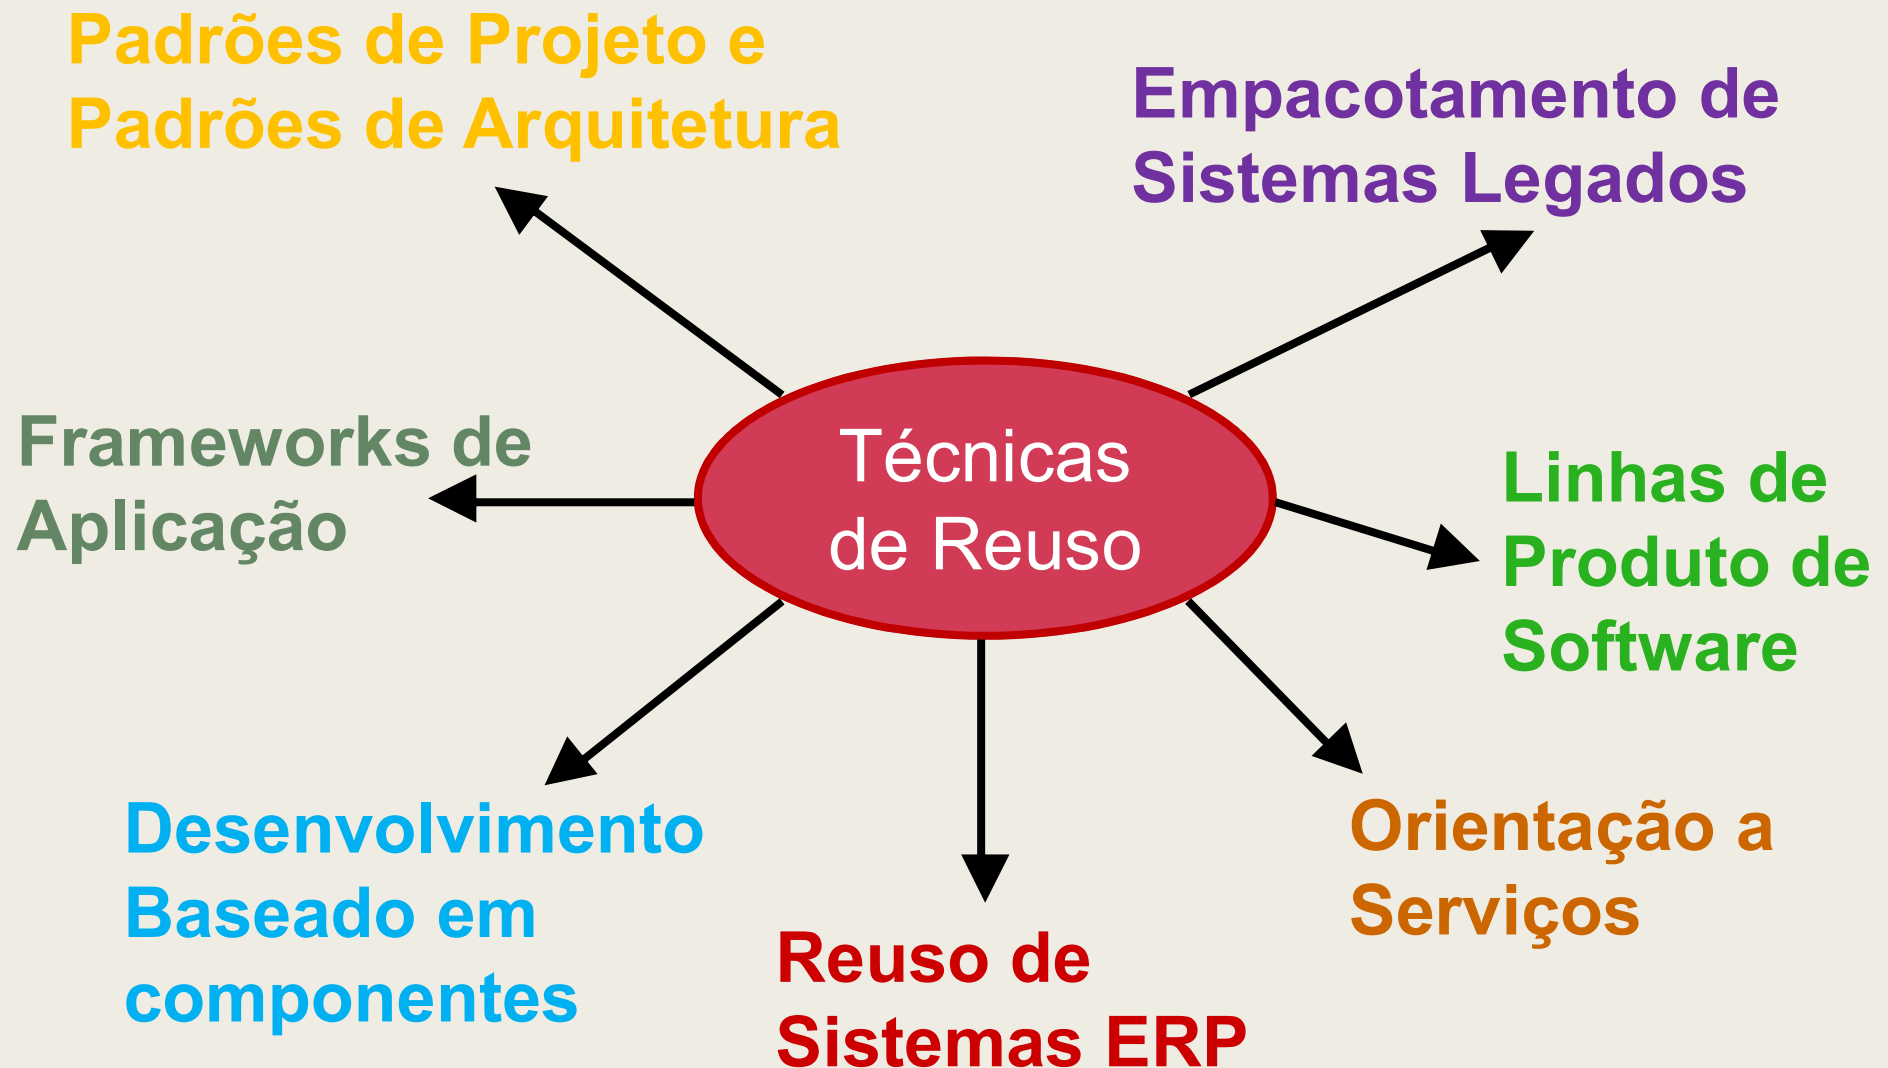 Padrões de Projeto e
Padrões de Arquitetura
Empacotamento de
Sistemas Legados
Técnicas
de Reuso
Frameworks de
Aplicação
Linhas de
Produto de
Software
Desenvolvimento
Baseado em
componentes
Orientação a
Serviços
Reuso de
Sistemas ERP